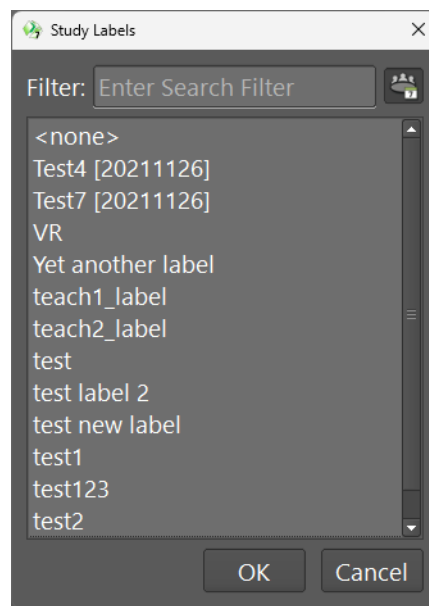 Study Labels
Filter: Enter Search Filter
<none>
Test4 [20211126]
Test7 [20211126]
VR
Yet another label
teach1_label
teach2_label
test
test label 2
test new label
test1
test123
test2
OK Cancel